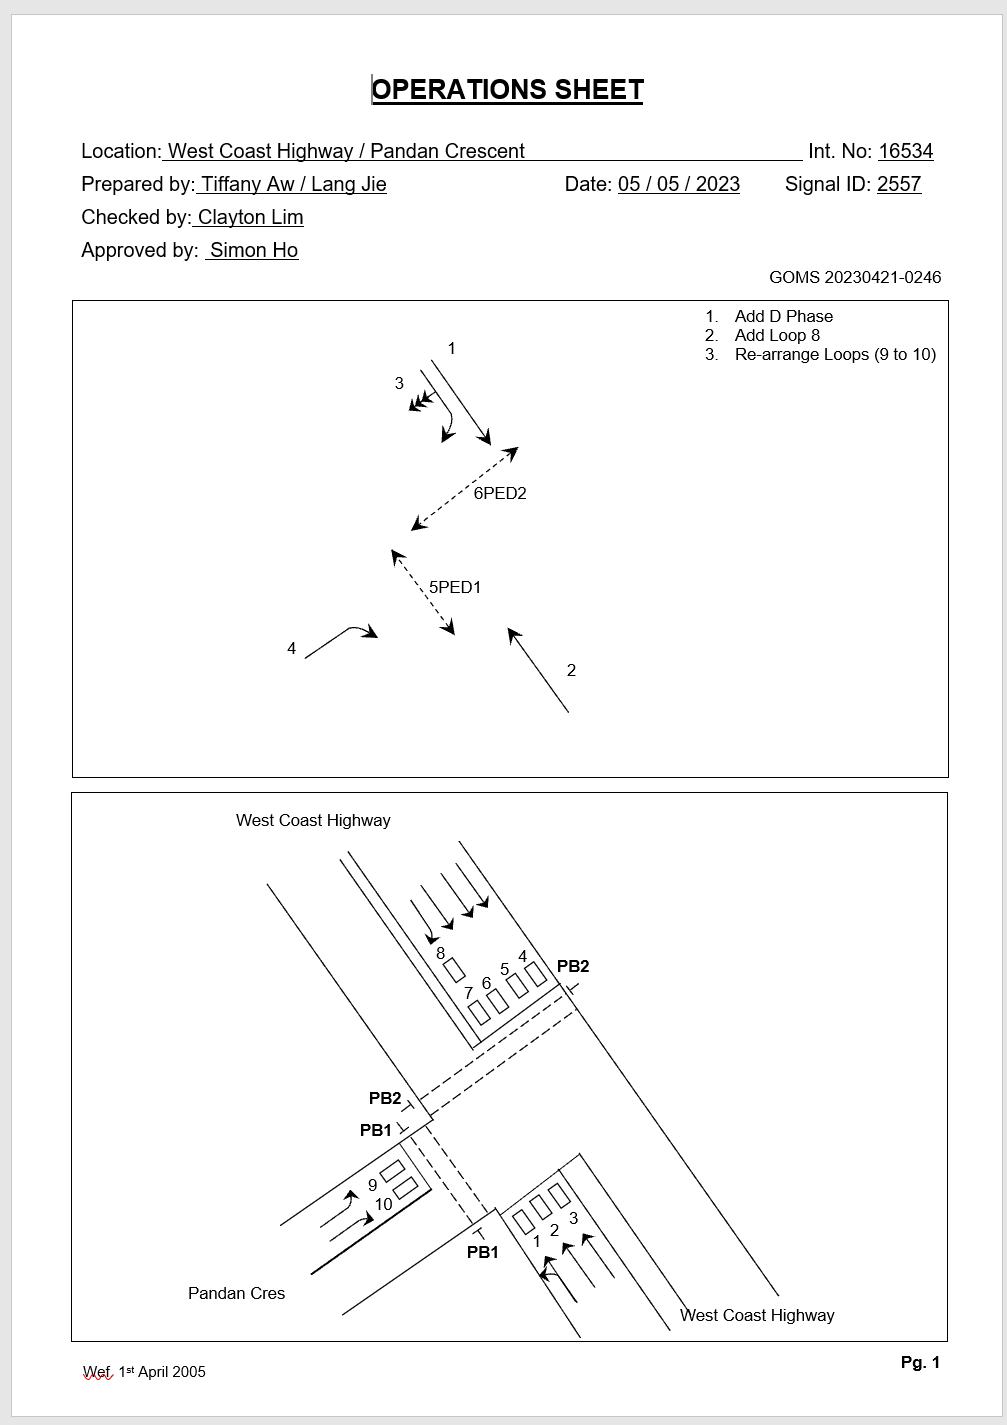 OPERATIONS SHEET
Location: West Coast Highway / Pandan Crescent Int. No: 16534
Prepared by: Tiffany Aw / Lang Jie Date: 05 / 05 / 2023 Signal ID: 2557
Checked by: Clayton Lim
Approved by: Simon Ho
GOMS 20230421-0246
1. Add D Phase
2. Add Loop 8
3. Re-arrange Loops (9 to 10)
1
3
6PED2
5PED1
4
2
West Coast Highway
8
7
6
5
4
PB2
PB2
PB1
9
10
1
2
3
PB1
Pandan Cres
West Coast Highway
Wef. 1st April 2005
Pg. 1